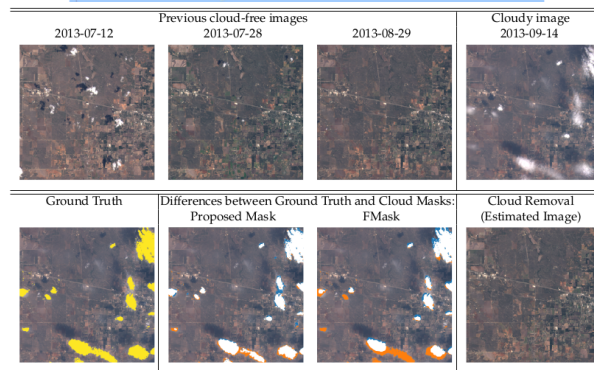 Previous cloud-free images
Cloudy image
2013-07-12
2013-07-28
2013-08-29
2013-09-14
Ground Truth
Differences between Ground Truth and Cloud Masks:
Cloud Removal
Proposed Mask
FMask
(Estimated Image)